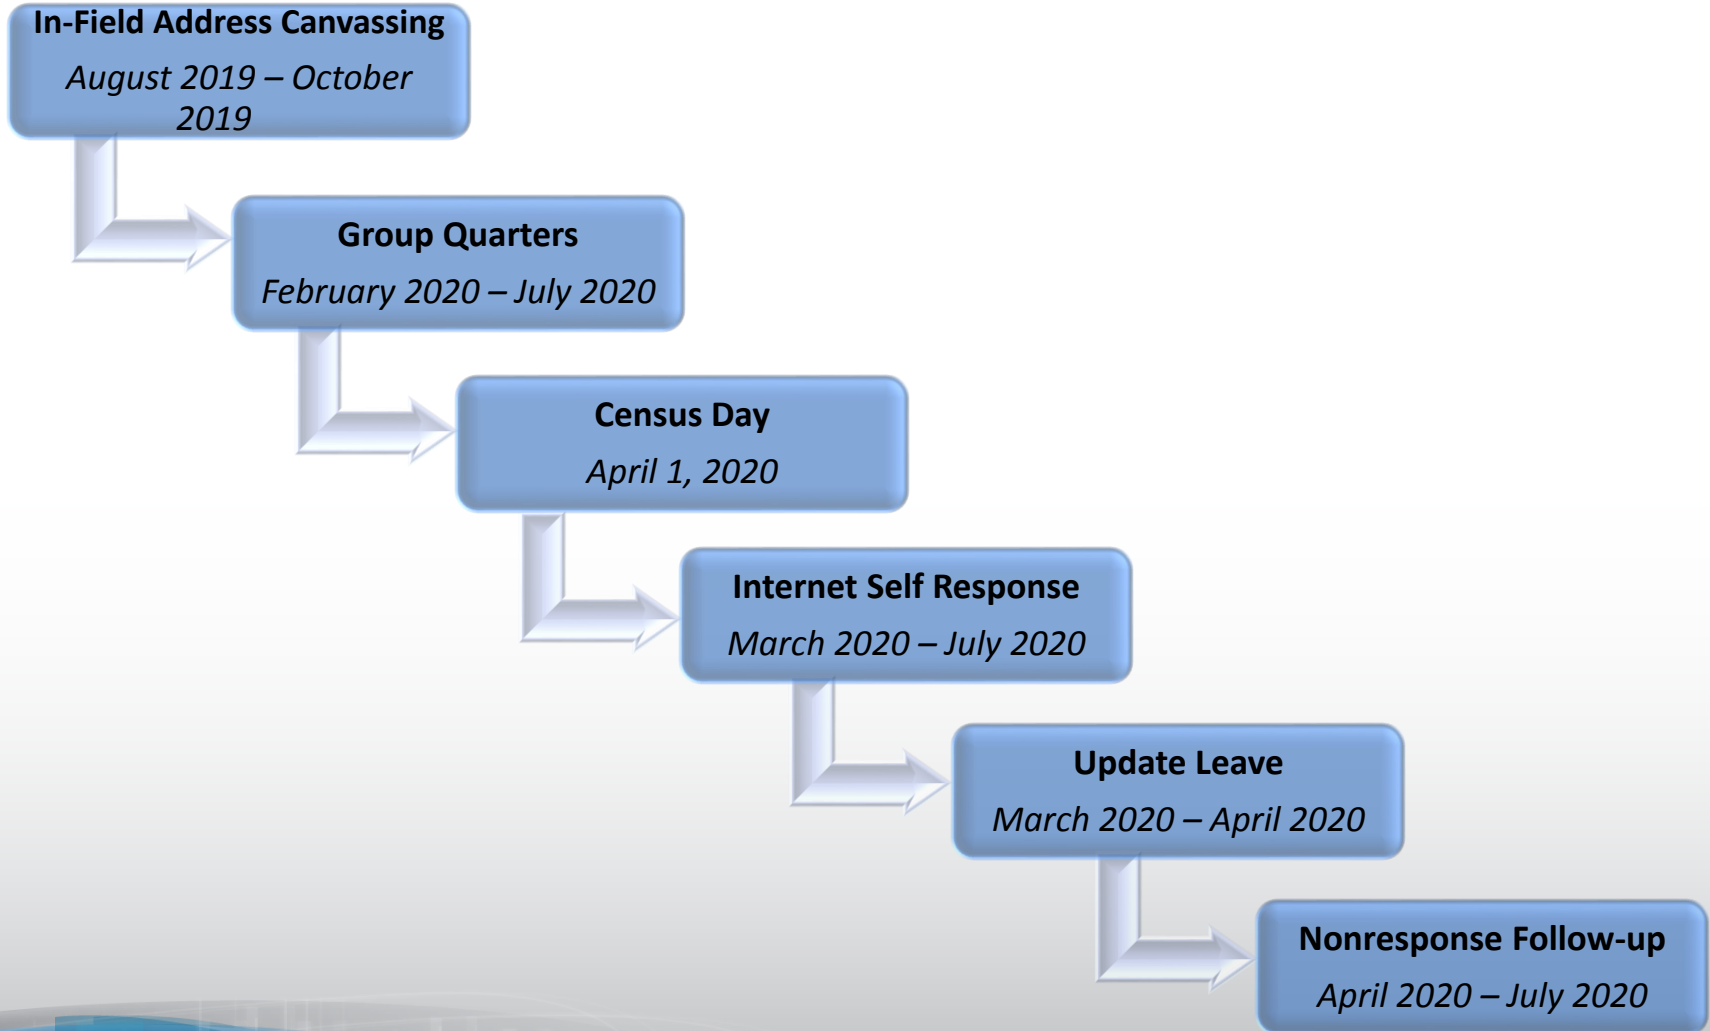 In-Field Address Canvassing
August 2019 – October
2019
Group Quarters
February 2020 – July 2020
Census Day
April 1, 2020
Internet Self Response
March 2020 – July 2020
Update Leave
March 2020 – April 2020
Nonresponse Follow-up
April 2020 – July 2020